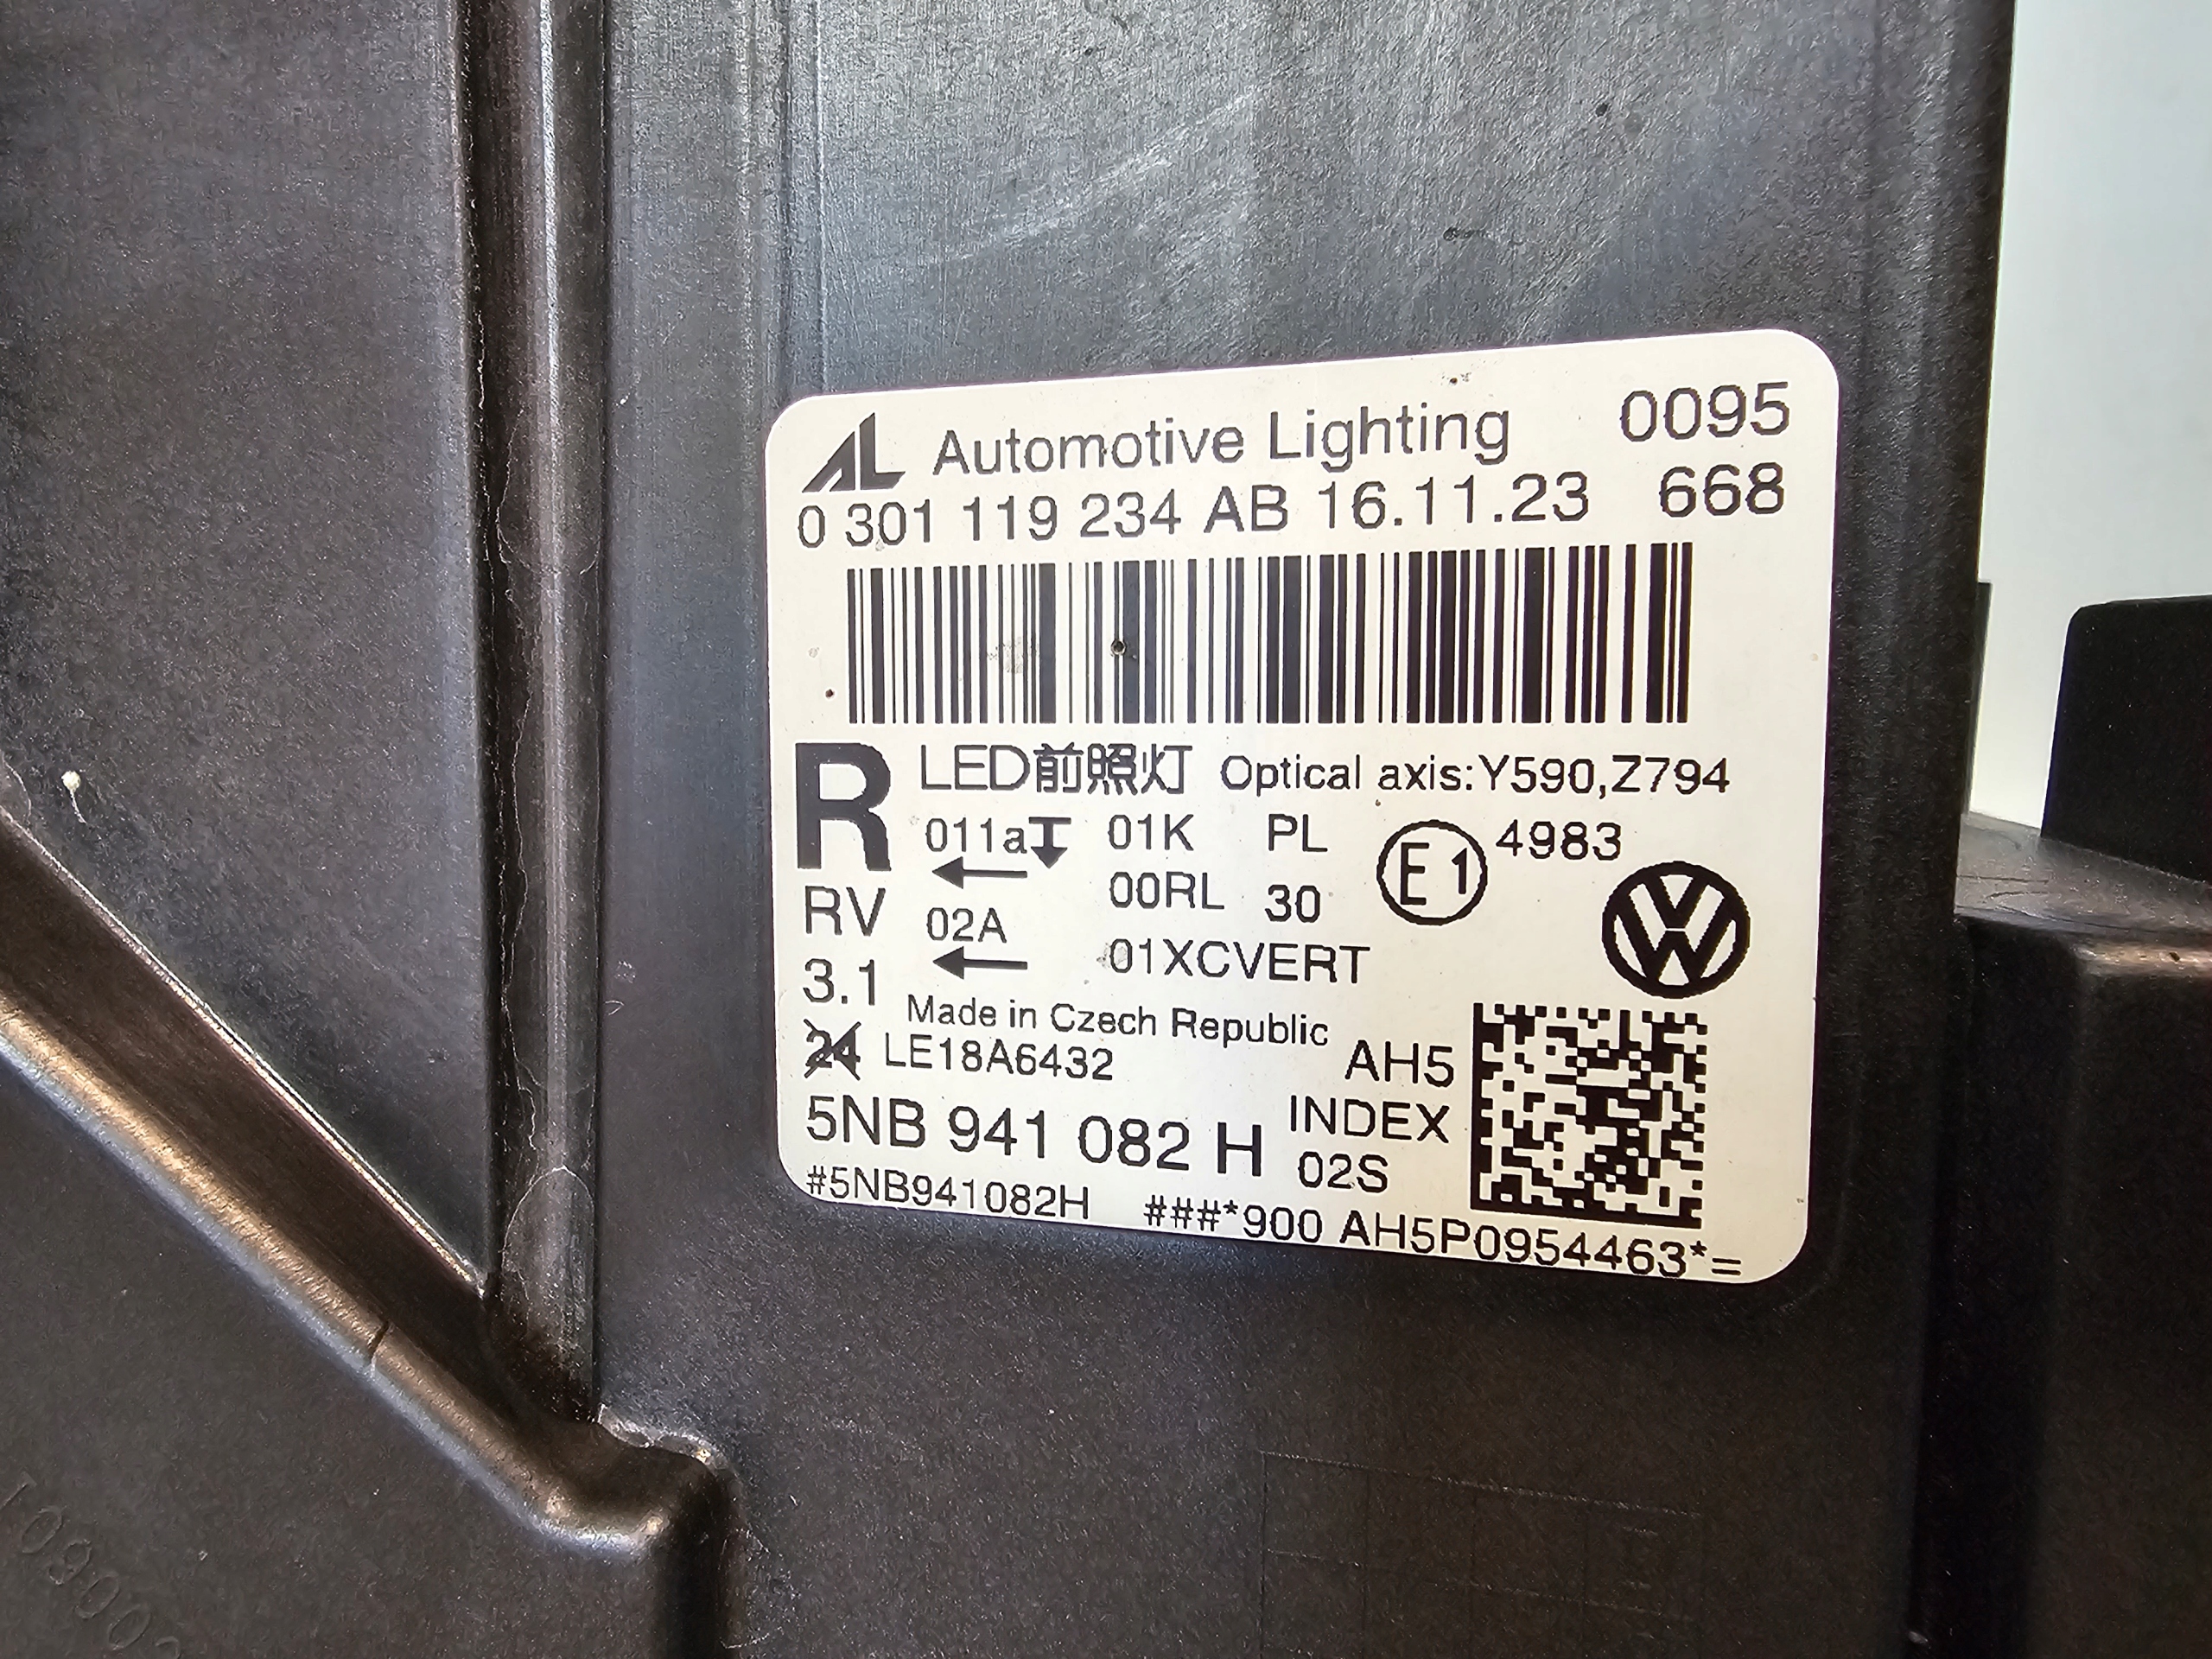 AL Automotive Lighting 0095
0 301 119 234 AB 16.11.23 668
R LED前照灯 Optical axis:Y590,Z794
011a 01K PL E1 4983
RV 02A 00RL 30
3.1 01XCVERT
Made in Czech Republic
24 LE18A6432 AH5
5NB 941 082 H INDEX
02S
#5NB941082H ###*900 AH5P0954463*=